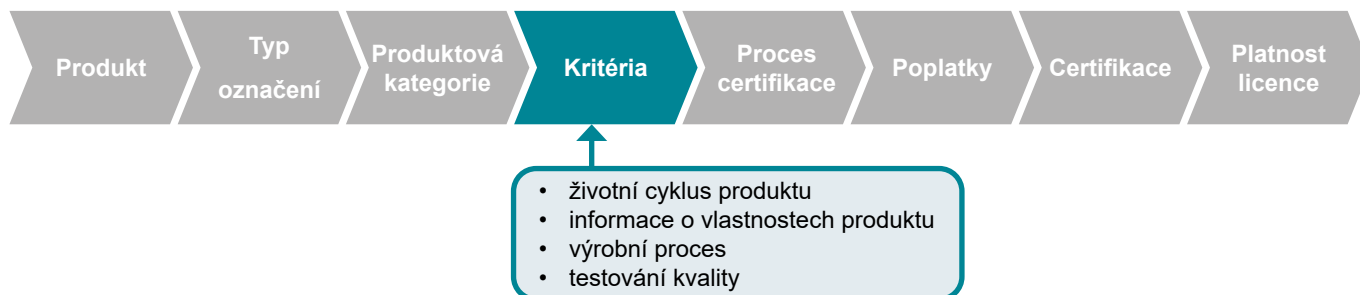 Produkt
Typ
označení
Produktová
kategorie
Kritéria
Proces
certifikace
Poplatky
Certifikace
Platnost
licence
• životní cyklus produktu
• informace o vlastnostech produktu
• výrobní proces
• testování kvality